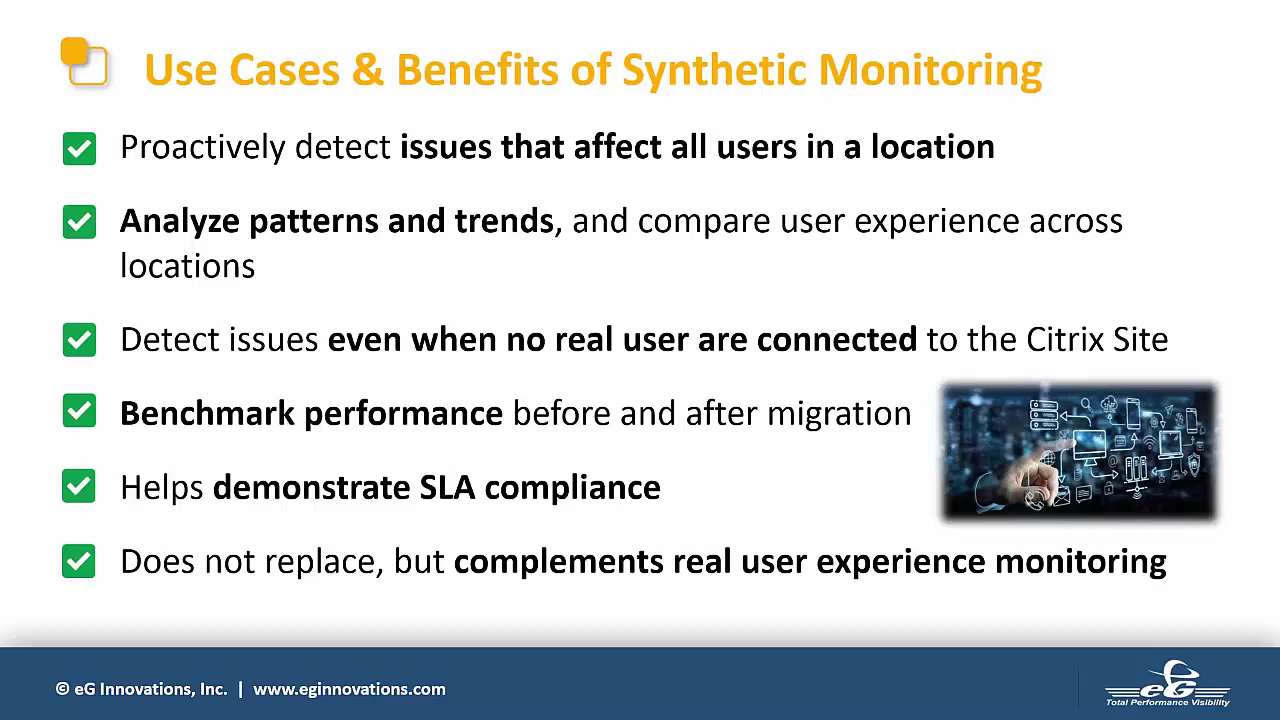 Use Cases & Benefits of Synthetic Monitoring
Proactively detect issues that affect all users in a location
Analyze patterns and trends, and compare user experience across
locations
Detect issues even when no real user are connected to the Citrix Site
Benchmark performance before and after migration
Helps demonstrate SLA compliance
Does not replace, but complements real user experience monitoring
© eG Innovations, Inc. | www.eginnovations.com
eG
Total Performance Visibility